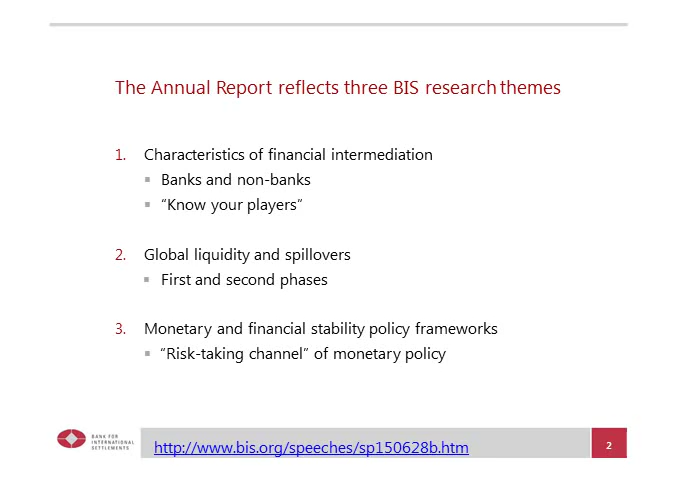 The Annual Report reflects three BIS research themes
1. Characteristics of financial intermediation
▪ Banks and non-banks
▪ “Know your players”
2. Global liquidity and spillovers
▪ First and second phases
3. Monetary and financial stability policy frameworks
▪ “Risk-taking channel” of monetary policy
BANK FOR
INTERNATIONAL
SETTLEMENTS
http://www.bis.org/speeches/sp150628b.htm
2